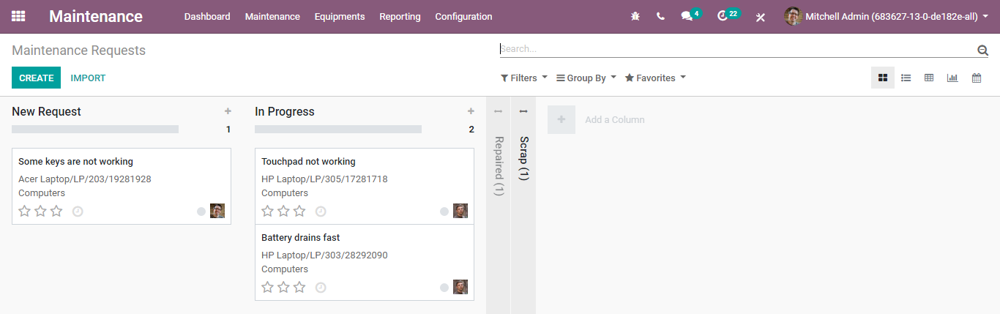 Maintenance Dashboard Maintenance Equipments Reporting Configuration 4 22 Mitchell Admin (683627-13-0-de182e-all)
Maintenance Requests
Search...
CREATE IMPORT
Filters Group By Favorites
New Request
1
Some keys are not working
Acer Laptop/LP/203/19281928
Computers
In Progress
2
Touchpad not working
HP Laptop/LP/305/17281718
Computers
Battery drains fast
HP Laptop/LP/303/28292090
Computers
Repaired (1)
Scrap (1)
Add a Column